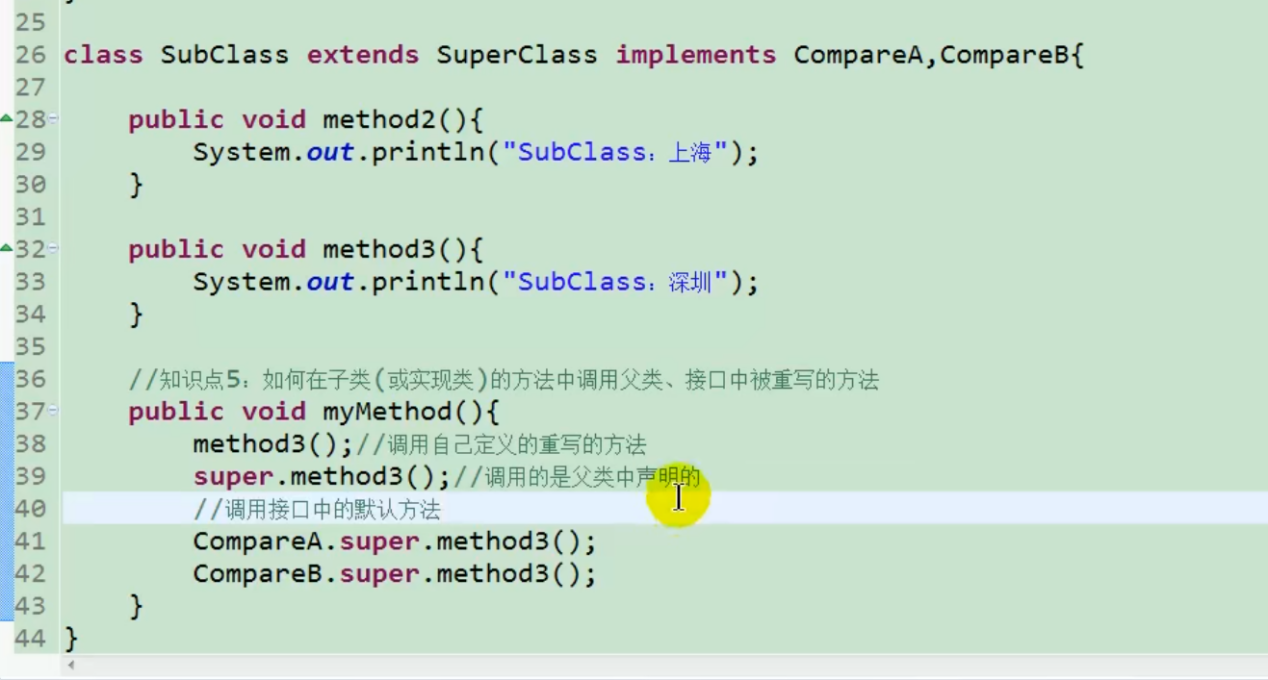 25
26 class SubClass extends SuperClass implements CompareA,CompareB{
27
28 public void method2(){
29 System.out.println("SubClass：上海");
30 }
31
32 public void method3(){
33 System.out.println("SubClass：深圳");
34 }
35
36 //知识点5：如何在子类(或实现类)的方法中调用父类、接口中被重写的方法
37 public void myMethod(){
38 method3();//调用自己定义的重写的方法
39 super.method3();//调用的是父类中声明的
40 //调用接口中的默认方法
41 CompareA.super.method3();
42 CompareB.super.method3();
43 }
44 }